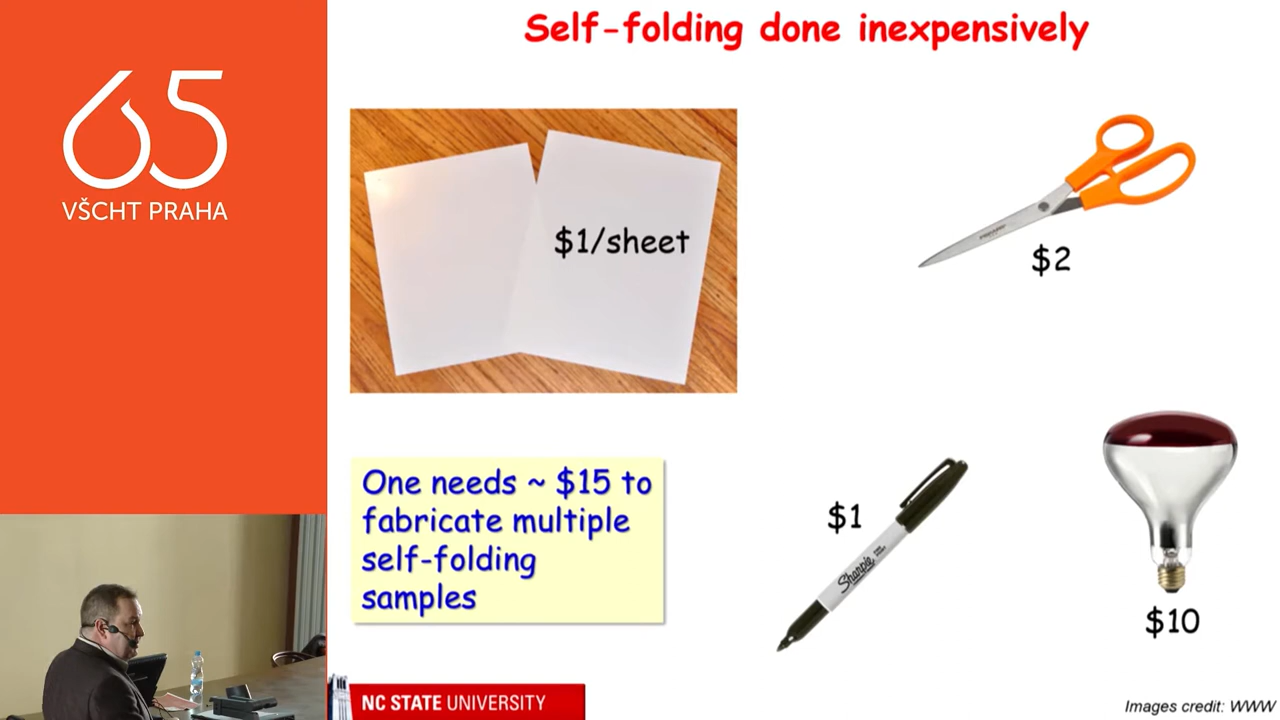 Self-folding done inexpensively
65
VŠCHT PRAHA
$1/sheet
$2
One needs ~ $15 to
fabricate multiple
self-folding
samples
$1
Sharpie
$10
NC STATE UNIVERSITY
Images credit: WWW